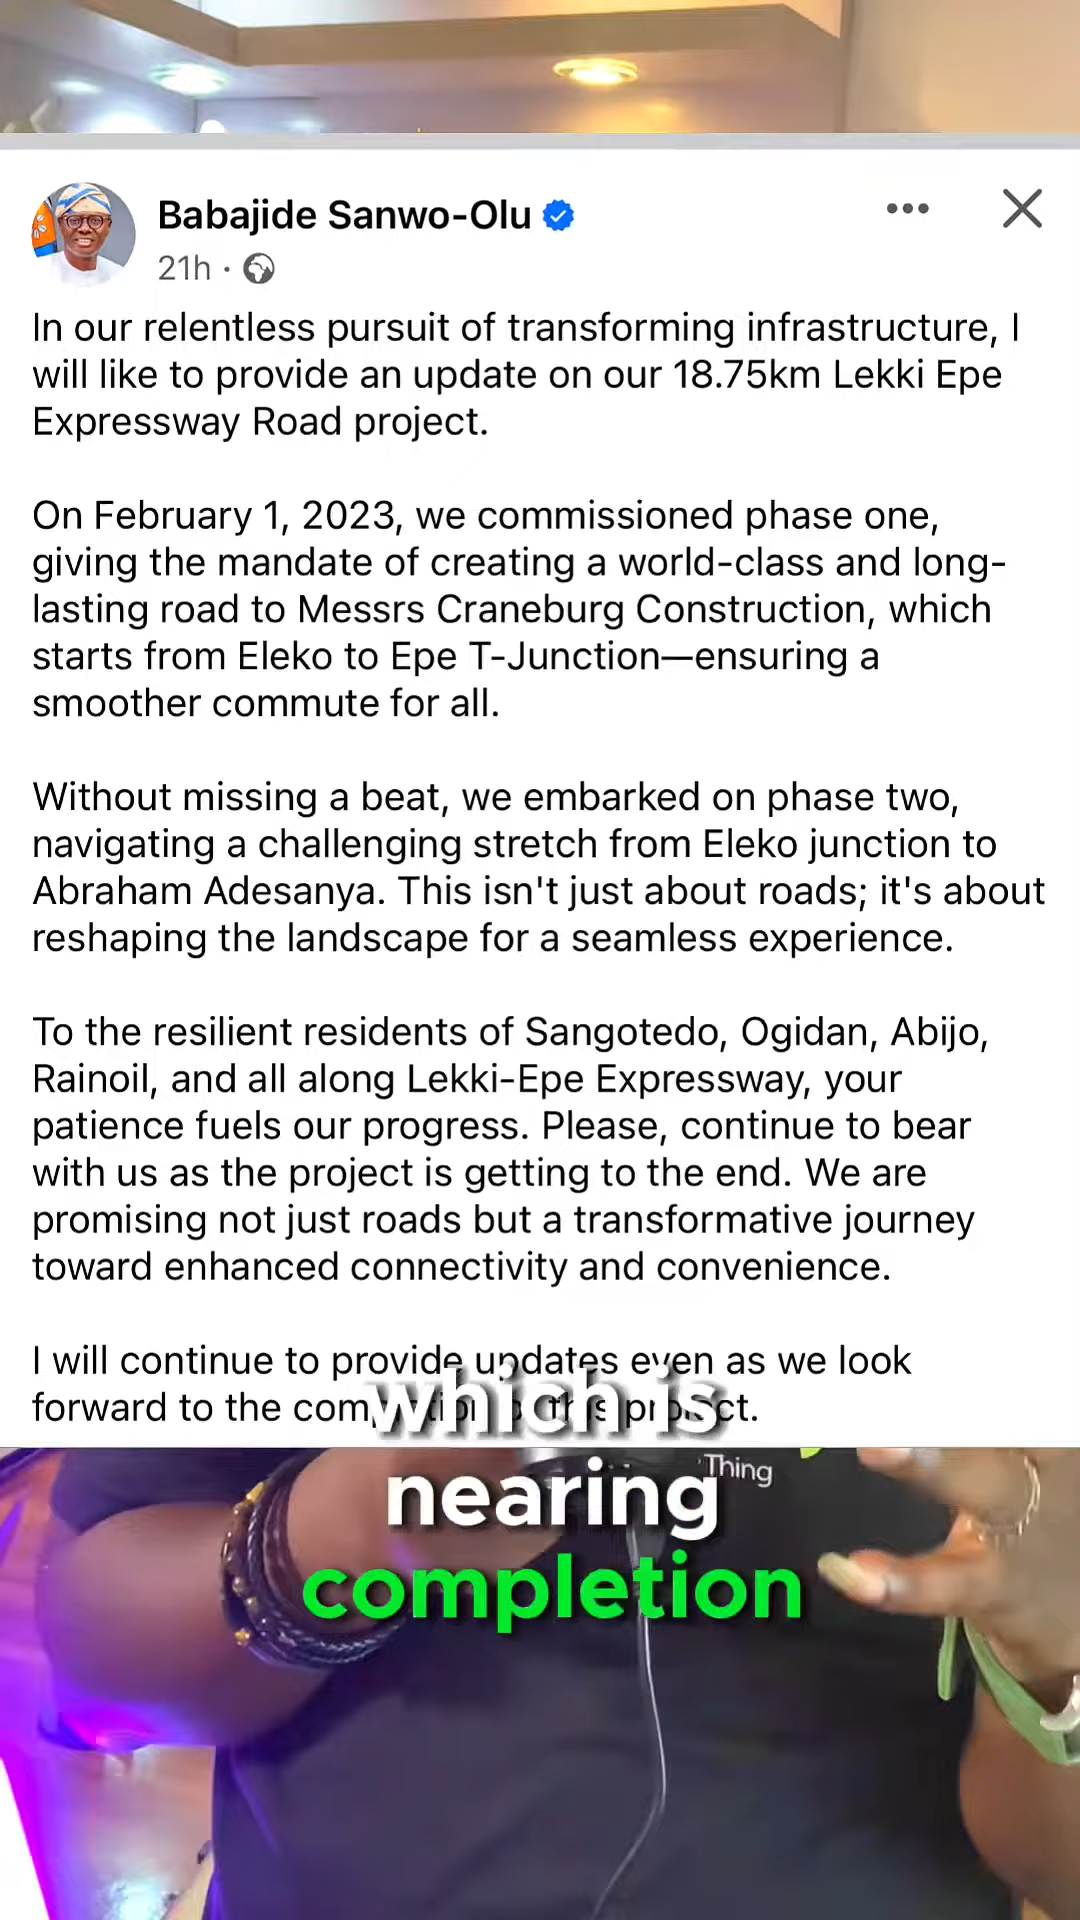 Babajide Sanwo-Olu
21h ·
In our relentless pursuit of transforming infrastructure, I
will like to provide an update on our 18.75km Lekki Epe
Expressway Road project.
On February 1, 2023, we commissioned phase one,
giving the mandate of creating a world-class and long-
lasting road to Messrs Craneburg Construction, which
starts from Eleko to Epe T-Junction—ensuring a
smoother commute for all.
Without missing a beat, we embarked on phase two,
navigating a challenging stretch from Eleko junction to
Abraham Adesanya. This isn't just about roads; it's about
reshaping the landscape for a seamless experience.
To the resilient residents of Sangotedo, Ogidan, Abijo,
Rainoil, and all along Lekki-Epe Expressway, your
patience fuels our progress. Please, continue to bear
with us as the project is getting to the end. We are
promising not just roads but a transformative journey
toward enhanced connectivity and convenience.
I will continue to provide updates even as we look
forward to the completion of this project.
which is
Thing
nearing
completion